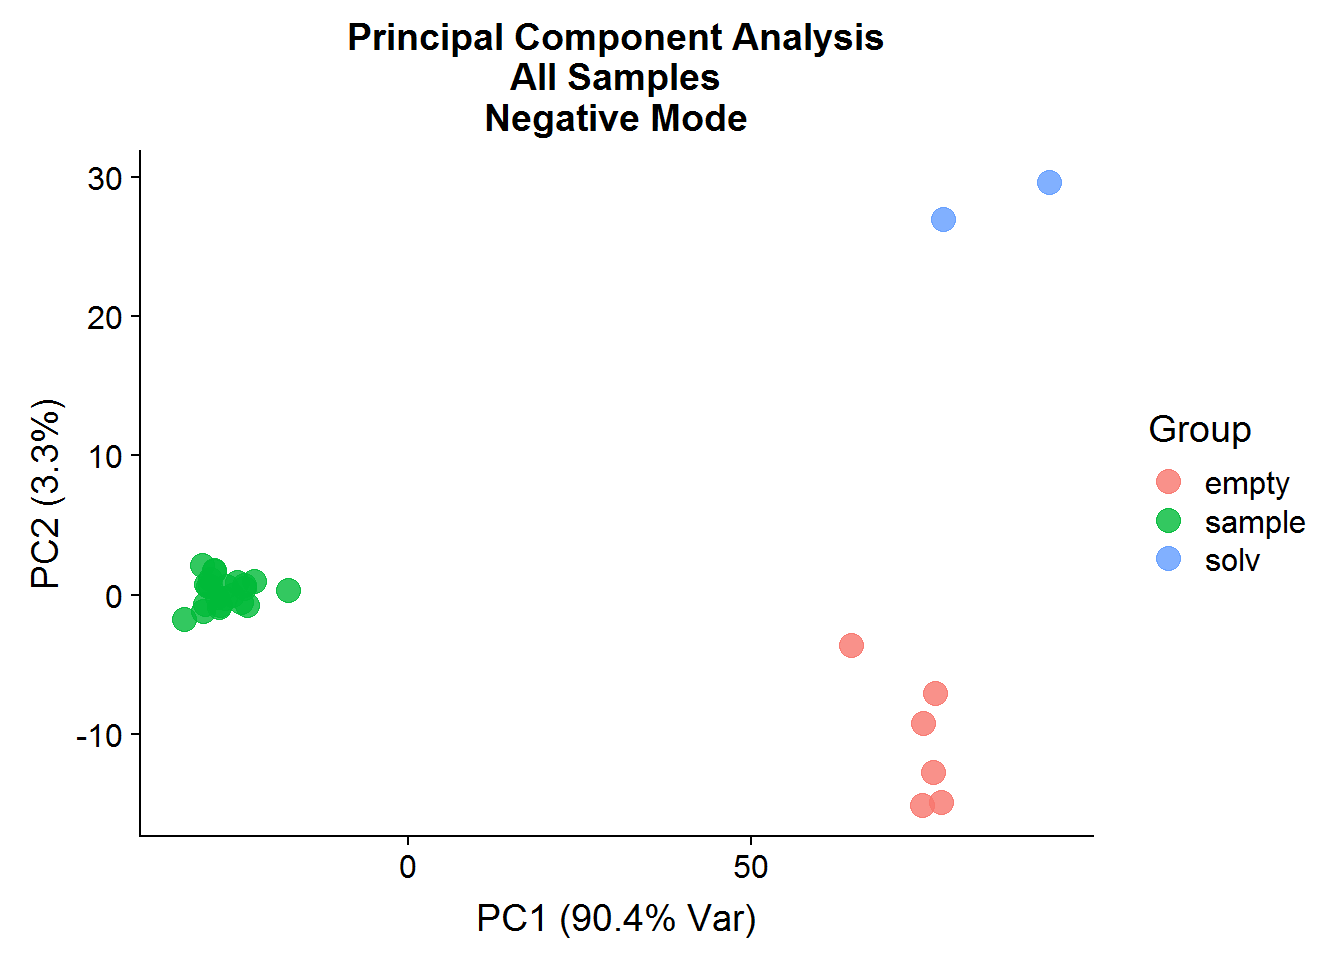 Principal Component Analysis
All Samples
Negative Mode
30
20
10
0
-10
PC2 (3.3%)
0
50
PC1 (90.4% Var)
Group
empty
sample
solv